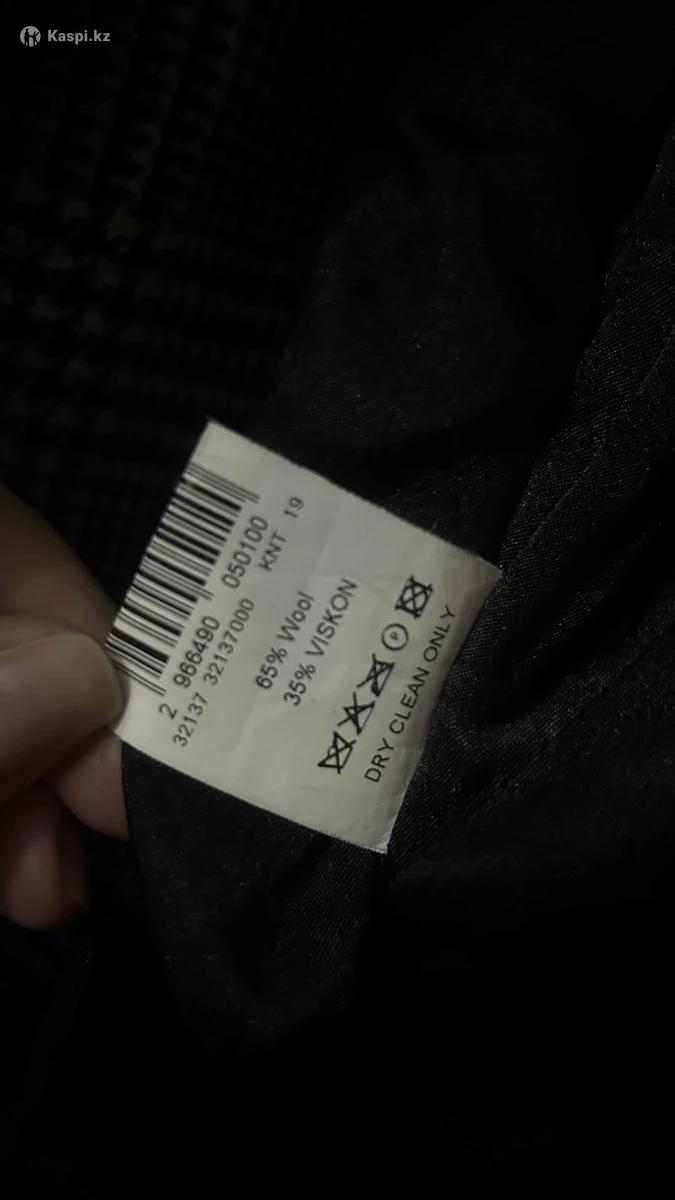 Kaspi.kz
2 966490 050100
32137 32137000 KNT 19
65% Wool
35% VISKON
P
DRY CLEAN ONLY